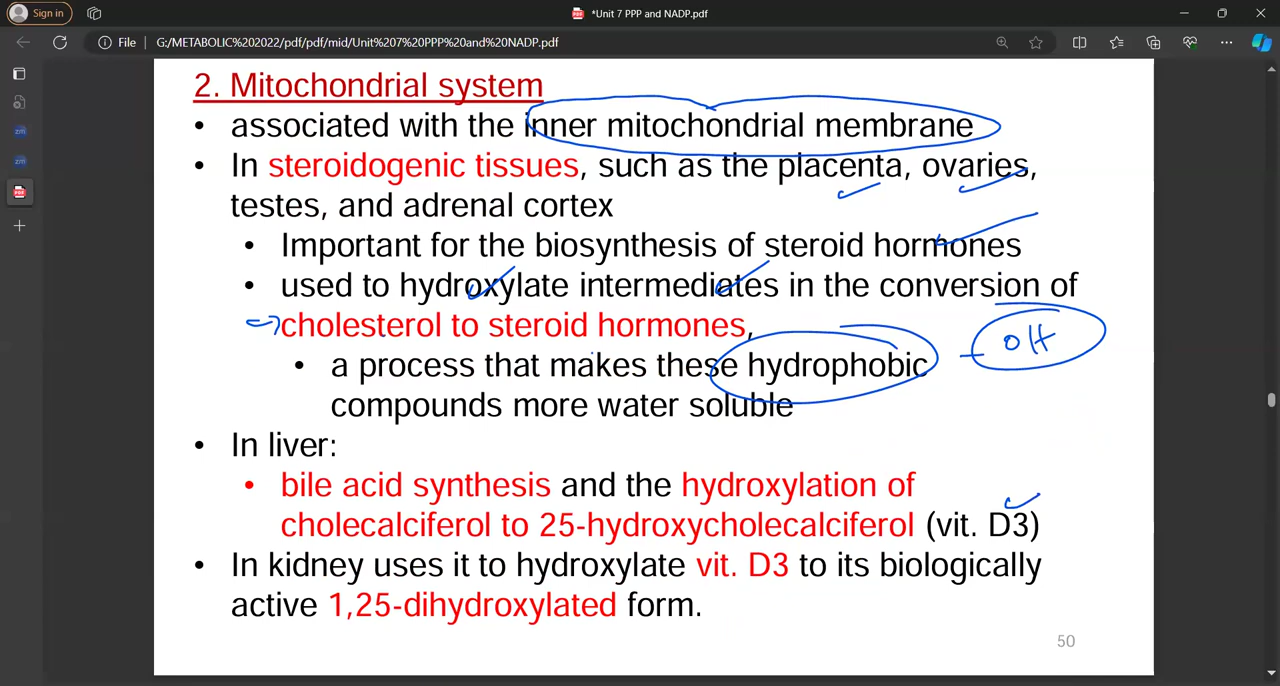 Sign in
*Unit 7 PPP and NADP.pdf
File
G:/METABOLIC%202022/pdf/pdf/mid/Unit%207%20PPP%20and%20NADP.pdf
2. Mitochondrial system
• associated with the inner mitochondrial membrane
• In steroidogenic tissues, such as the placenta, ovaries,
testes, and adrenal cortex
• Important for the biosynthesis of steroid hormones
• used to hydroxylate intermediates in the conversion of
cholesterol to steroid hormones,
OH
• a process that makes these hydrophobic
compounds more water soluble
• In liver:
• bile acid synthesis and the hydroxylation of
cholecalciferol to 25-hydroxycholecalciferol (vit. D3)
• In kidney uses it to hydroxylate vit. D3 to its biologically
active 1,25-dihydroxylated form.
50
zm
zm
PDF